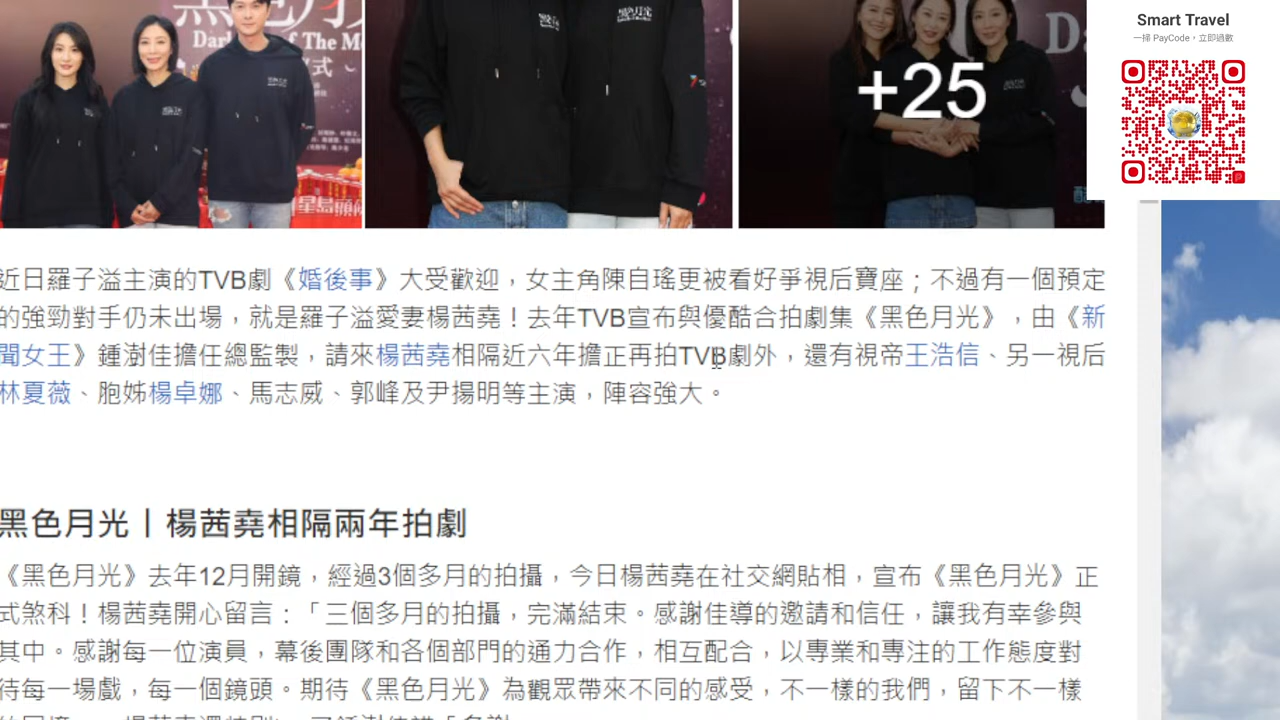 黑色月
Dar
Of The M
式
星島頭
D
+25
Smart Travel
一掃 PayCode，立即過數
近日羅子溢主演的TVB劇《婚後事》大受歡迎，女主角陳自瑤更被看好爭視后寶座；不過有一個預定
的強勁對手仍未出場，就是羅子溢愛妻楊茜堯！去年TVB宣布與優酷合拍劇集《黑色月光》，由《新
聞女王》鍾澍佳擔任總監製，請來楊茜堯相隔近六年擔正再拍TVB劇外，還有視帝王浩信、另一視后
林夏薇、胞姊楊卓娜、馬志威、郭峰及尹揚明等主演，陣容強大。
黑色月光丨楊茜堯相隔兩年拍劇
《黑色月光》去年12月開鏡，經過3個多月的拍攝，今日楊茜堯在社交網貼相，宣布《黑色月光》正
式煞科！楊茜堯開心留言：「三個多月的拍攝，完滿結束。感謝佳導的邀請和信任，讓我有幸參與
其中。感謝每一位演員，幕後團隊和各個部門的通力合作，相互配合，以專業和專注的工作態度對
待每一場戲，每一個鏡頭。期待《黑色月光》為觀眾帶來不同的感受，不一樣的我們，留下不一樣